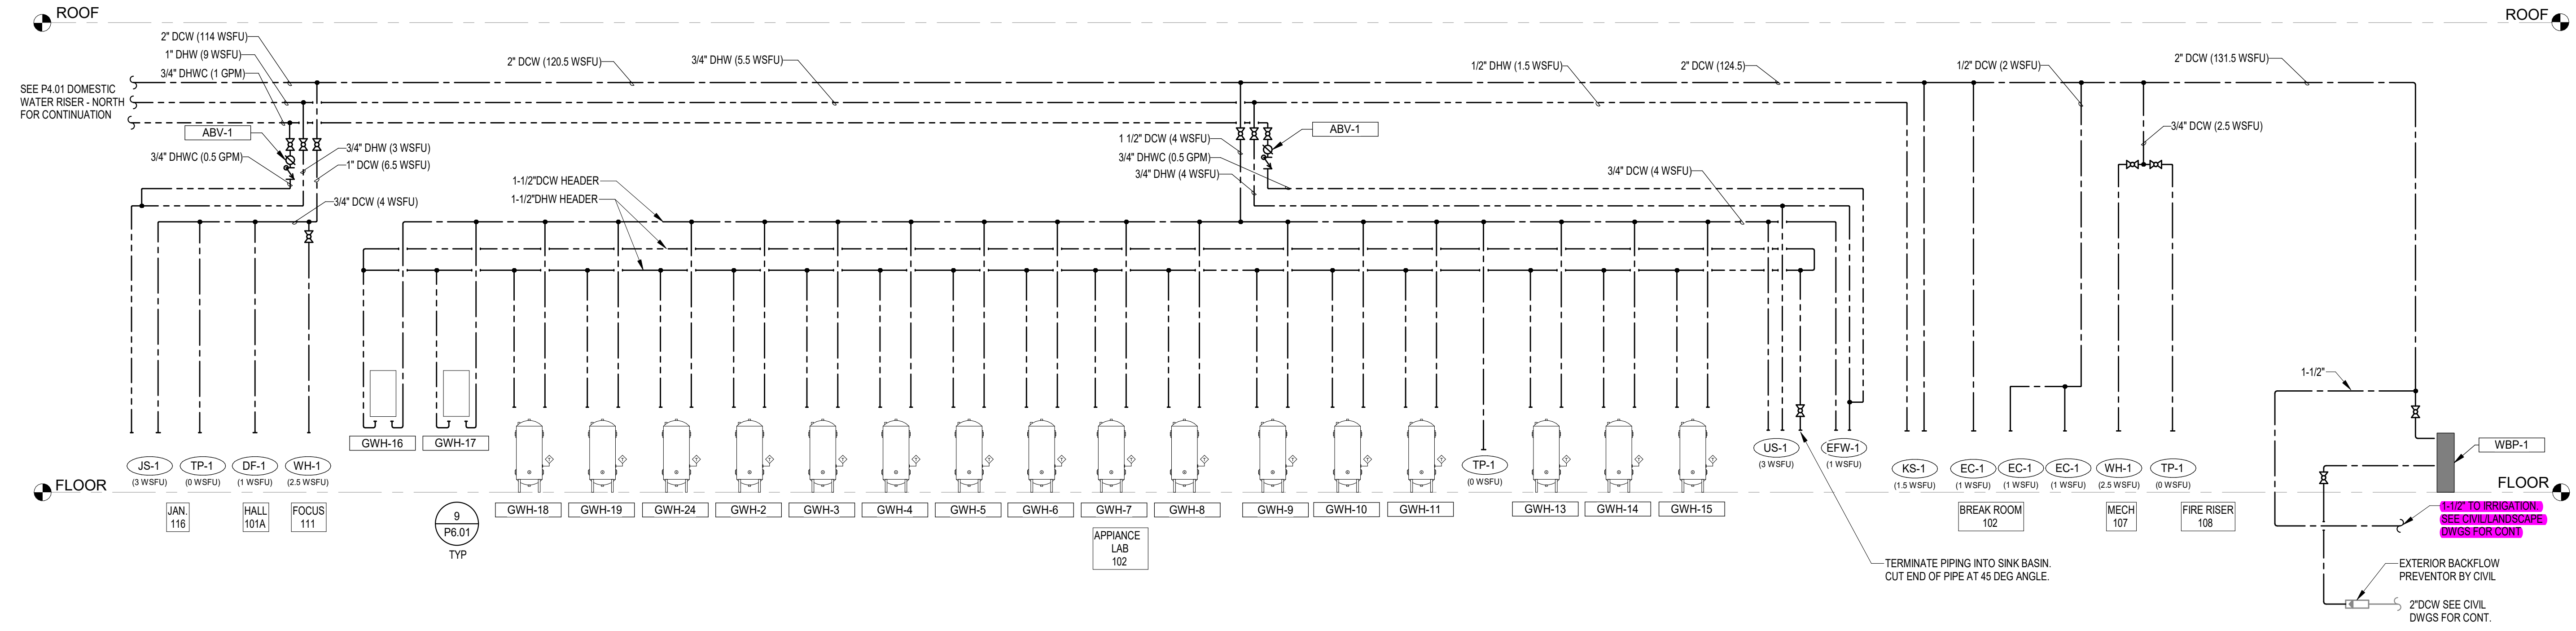 ROOF
ROOF
2" DCW (114 WSFU)
1" DHW (9 WSFU)
3/4" DHWC (1 GPM)
2" DCW (120.5 WSFU)
3/4" DHW (5.5 WSFU)
1/2" DHW (1.5 WSFU)
2" DCW (124.5)
1/2" DCW (2 WSFU)
2" DCW (131.5 WSFU)
SEE P4.01 DOMESTIC
WATER RISER - NORTH
FOR CONTINUATION
ABV-1
ABV-1
3/4" DHWC (0.5 GPM)
3/4" DHW (3 WSFU)
1" DCW (6.5 WSFU)
3/4" DCW (4 WSFU)
1-1/2"DCW HEADER
1-1/2"DHW HEADER
1 1/2" DCW (4 WSFU)
3/4" DHWC (0.5 GPM)
3/4" DHW (4 WSFU)
3/4" DCW (4 WSFU)
3/4" DCW (2.5 WSFU)
1-1/2"
WBP-1
GWH-16
GWH-17
JS-1
(3 WSFU)
TP-1
(0 WSFU)
DF-1
(1 WSFU)
WH-1
(2.5 WSFU)
TP-1
(0 WSFU)
US-1
(3 WSFU)
EFW-1
(1 WSFU)
KS-1
(1.5 WSFU)
EC-1
(1 WSFU)
EC-1
(1 WSFU)
EC-1
(1 WSFU)
WH-1
(2.5 WSFU)
TP-1
(0 WSFU)
FLOOR
FLOOR
JAN.
116
HALL
101A
FOCUS
111
9
P6.01
TYP
GWH-18
GWH-19
GWH-24
GWH-2
GWH-3
GWH-4
GWH-5
GWH-6
GWH-7
GWH-8
GWH-9
GWH-10
GWH-11
GWH-13
GWH-14
GWH-15
APPIANCE
LAB
102
BREAK ROOM
102
MECH
107
FIRE RISER
108
1-1/2" TO IRRIGATION
SEE CIVIL/LANDSCAPE
DWGS FOR CONT
TERMINATE PIPING INTO SINK BASIN.
CUT END OF PIPE AT 45 DEG ANGLE.
EXTERIOR BACKFLOW
PREVENTOR BY CIVIL
2"DCW SEE CIVIL
DWGS FOR CONT.